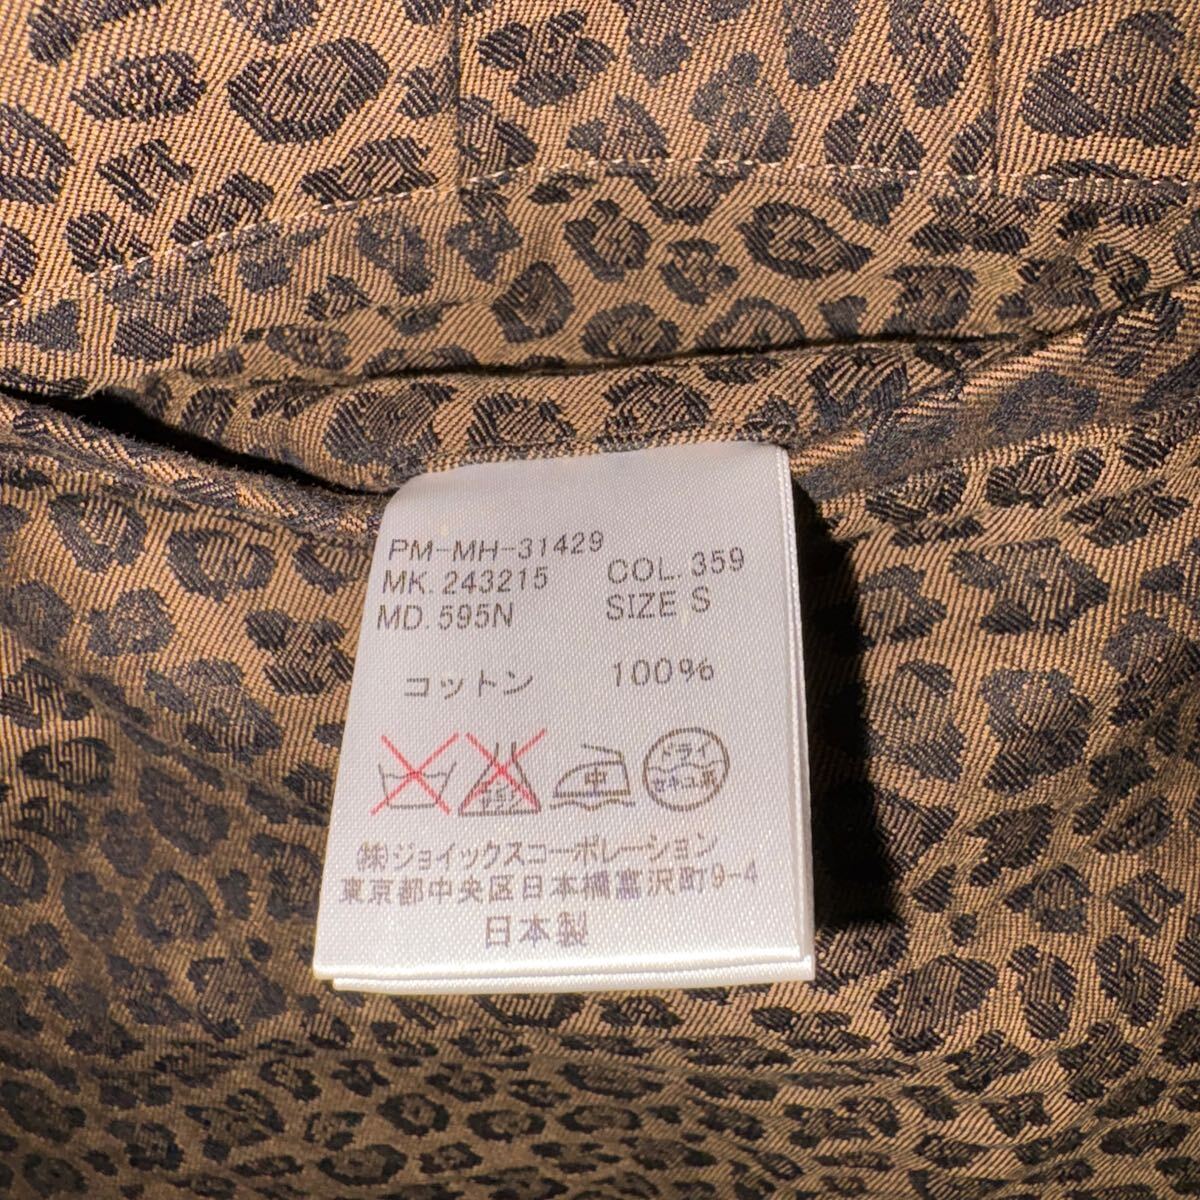 PM-MH-31429
MK.243215 COL.359
MD.595N SIZE S
コットン 100%
中 ドライ
セキユ系
㈱ジョイックスコーポレーション
東京都中央区日本橋富沢町9-4
日本製